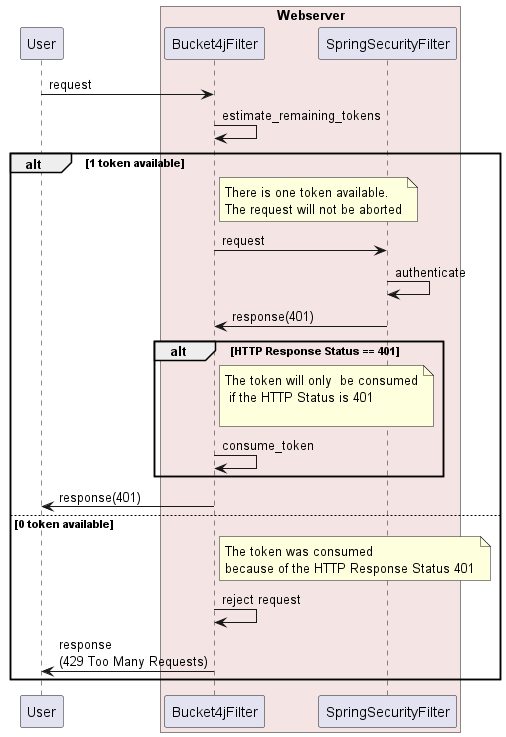 Webserver
User
Bucket4jFilter
SpringSecurityFilter
request
estimate_remaining_tokens
alt
[1 token available]
There is one token available.
The request will not be aborted
request
authenticate
response(401)
alt
[HTTP Response Status == 401]
The token will only  be consumed
if the HTTP Status is 401
consume_token
response(401)
[0 token available]
The token was consumed
because of the HTTP Response Status 401
reject request
response
(429 Too Many Requests)
User
Bucket4jFilter
SpringSecurityFilter